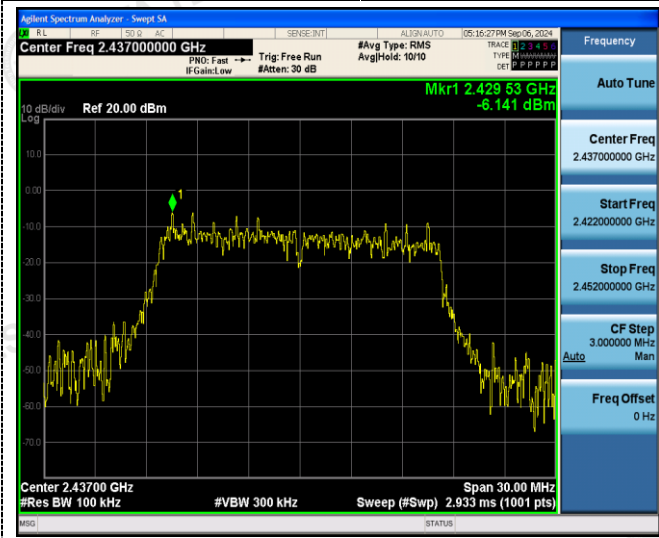 Agilent Spectrum Analyzer - Swept SA
RL RF 50 Ω AC SENSE:INT ALIGN AUTO 05:16:27 PM Sep 06, 2024
Center Freq 2.437000000 GHz
PNO: Fast
IFGain:Low
Trig: Free Run
#Atten: 30 dB
#Avg Type: RMS
Avg|Hold: 10/10
TRACE 1 2 3 4 5 6
TYPE M
DET P P P P P P
Frequency
Mkr1 2.429 53 GHz
-6.141 dBm
10 dB/div Ref 20.00 dBm
Log
10.0
0.00
-10.0
-20.0
-30.0
-40.0
-50.0
-60.0
-70.0
1
Center 2.43700 GHz
Span 30.00 MHz
#Res BW 100 kHz
#VBW 300 kHz
Sweep (#Swp) 2.933 ms (1001 pts)
MSG
STATUS
Auto Tune
Center Freq
2.437000000 GHz
Start Freq
2.422000000 GHz
Stop Freq
2.452000000 GHz
CF Step
3.000000 MHz
Auto Man
Freq Offset
0 Hz